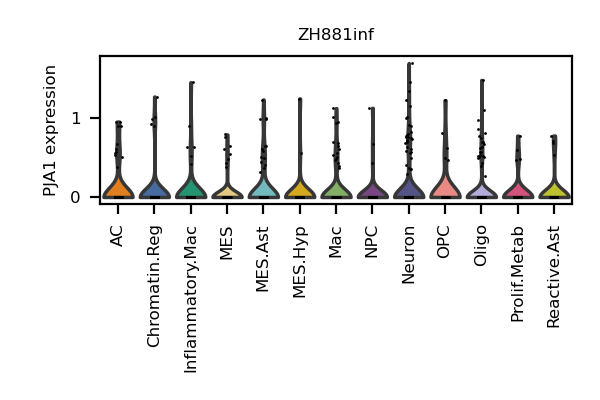 ZH881inf
PJA1 expression
1
0
AC
Chromatin.Reg
Inflammatory.Mac
MES
MES.Ast
MES.Hyp
Mac
NPC
Neuron
OPC
Oligo
Prolif.Metab
Reactive.Ast